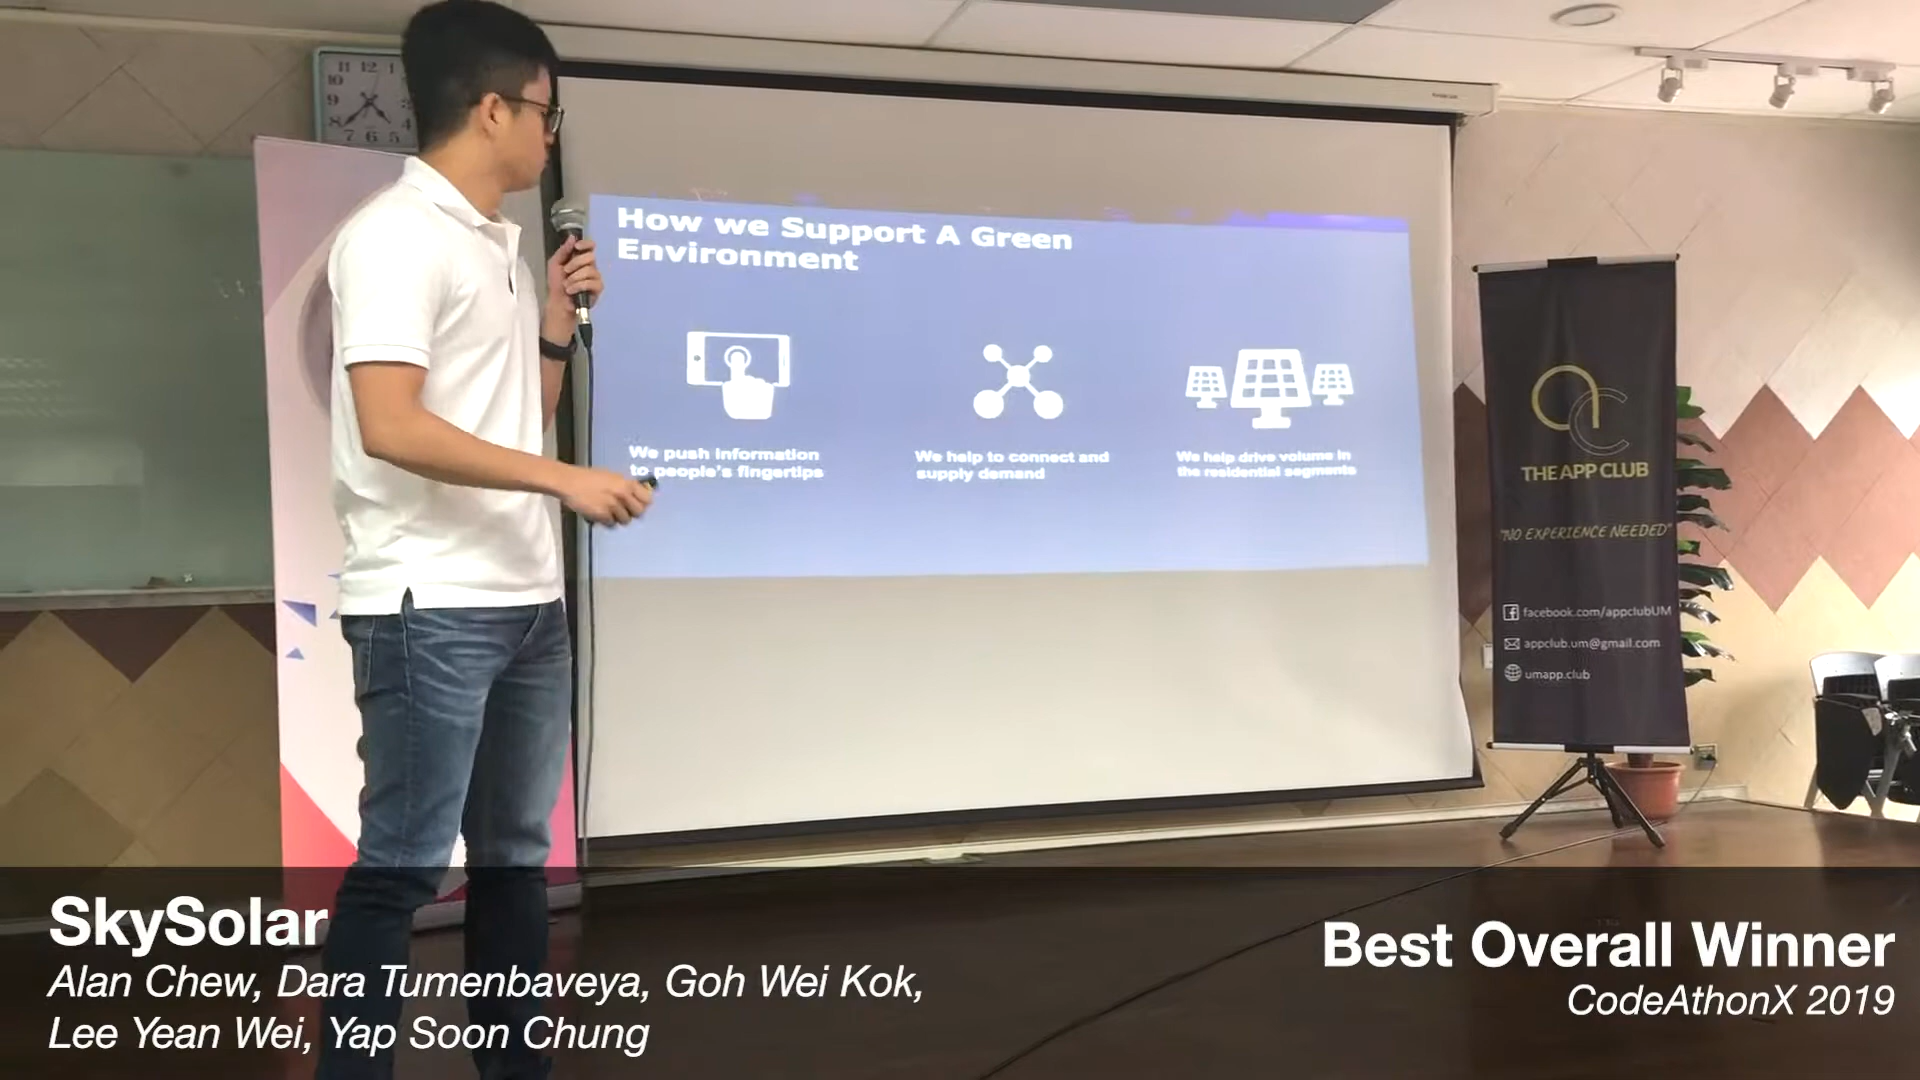 How we Support A Green
Environment
We push information
to people's fingertips
We help to connect and
supply demand
We help drive volume in
the residential segments
THE APP CLUB
"NO EXPERIENCE NEEDED"
facebook.com/appclubUM
appclub.um@gmail.com
umapp.club
SkySolar
Alan Chew, Dara Tumenbaveya, Goh Wei Kok,
Lee Yean Wei, Yap Soon Chung
Best Overall Winner
CodeAthonX 2019